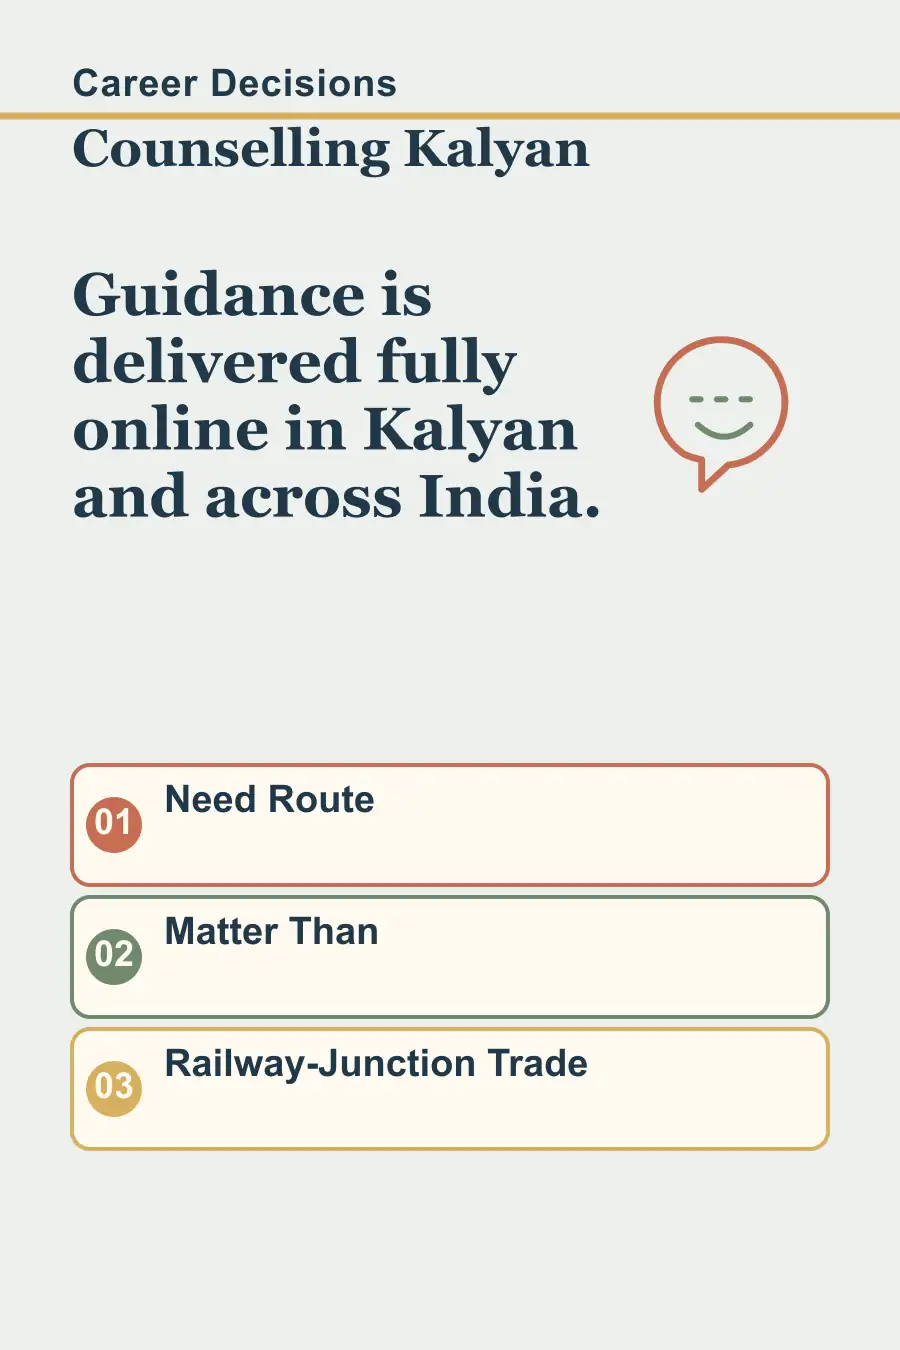 Career Decisions
Counselling Kalyan
Guidance is
delivered fully
online in Kalyan
and across India.
01
Need Route
02
Matter Than
03
Railway-Junction Trade